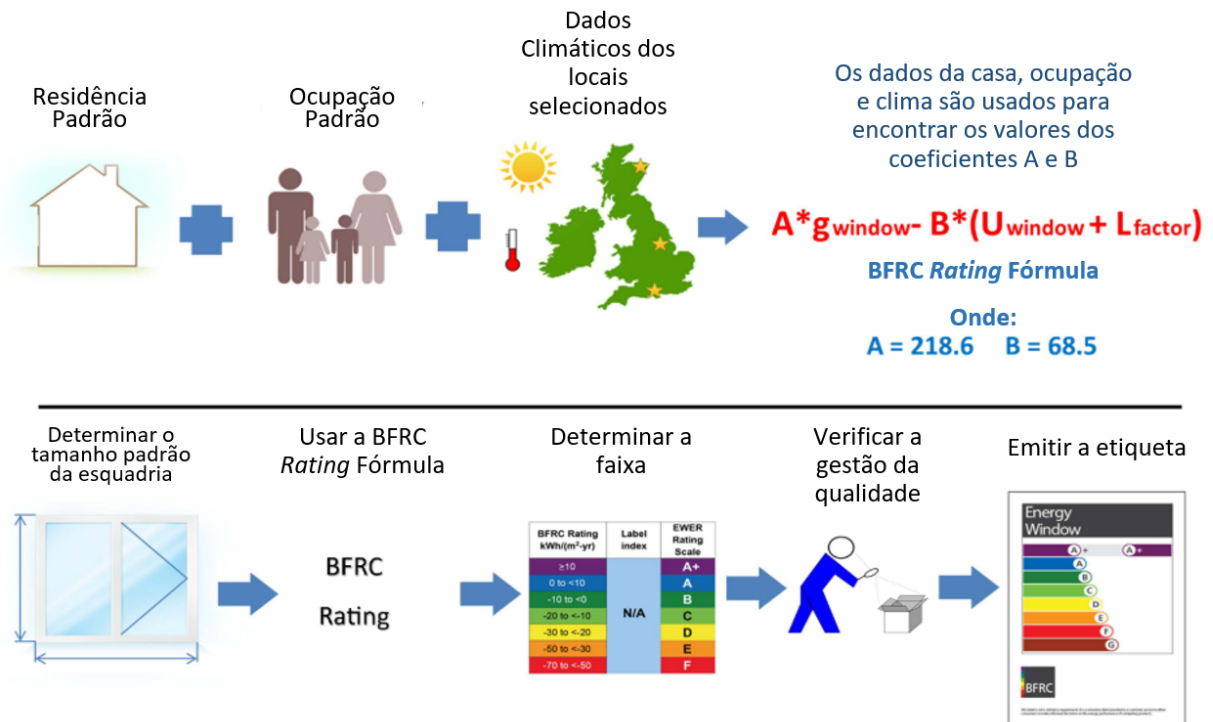 Residência
Padrão
Ocupação
Padrão
Dados
Climáticos dos
locais
selecionados
Os dados da casa, ocupação
e clima são usados para
encontrar os valores dos
coeficientes A e B
A*gwindow- B*(Uwindow + Lfactor)
BFRC Rating Fórmula
Onde:
A = 218.6 B = 68.5
Determinar o
tamanho padrão
da esquadria
Usar a BFRC
Rating Fórmula
BFRC
Rating
Determinar a
faixa
BFRC Rating
kWh/(m²-yr)
Label
index
EWER
Rating
Scale
≥10 A+
0 to <10 A
-10 to <0 B
-20 to <-10 C
N/A
-30 to <-20 D
-50 to <-30 E
-70 to <-50 F
Verificar a
gestão da
qualidade
Emitir a etiqueta
Energy
Window
A+ A+
A
B
C
D
E
F
G
BFRC